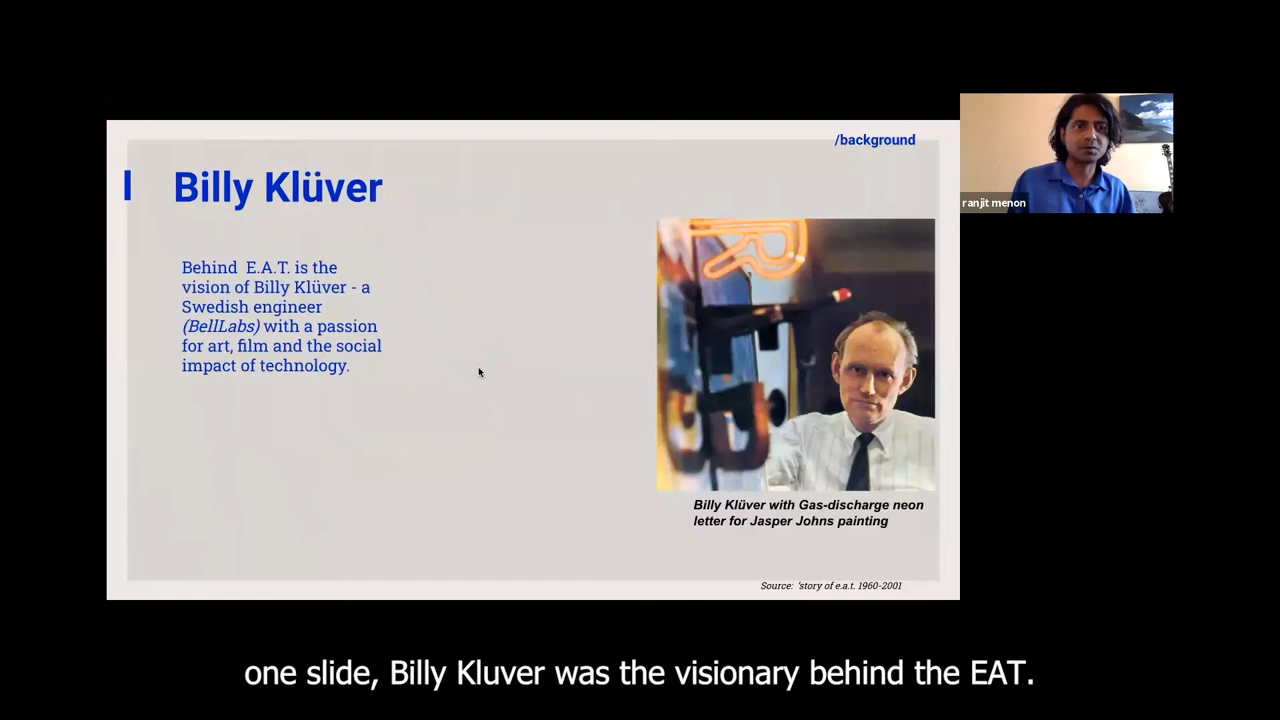 /background
| Billy Klüver
Behind E.A.T. is the
vision of Billy Klüver - a
Swedish engineer
(BellLabs) with a passion
for art, film and the social
impact of technology.
R
Billy Klüver with Gas-discharge neon
letter for Jasper Johns painting
Source: 'story of e.a.t. 1960-2001
ranjit menon
one slide, Billy Kluver was the visionary behind the EAT.